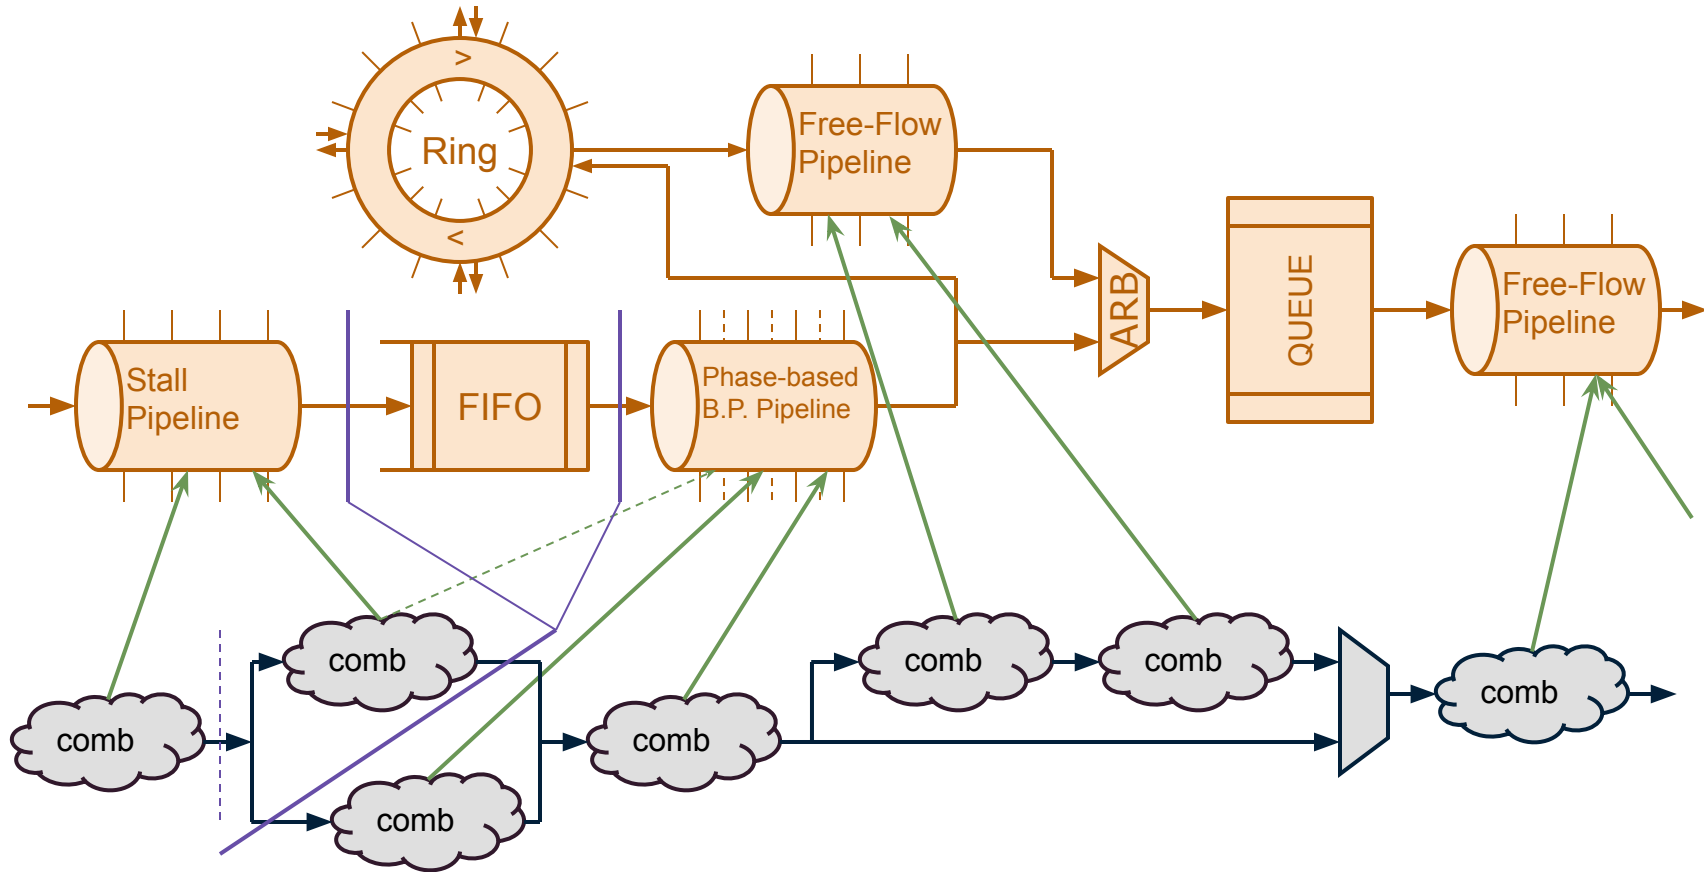 >
Ring
<
Free-Flow
Pipeline
ARB
QUEUE
Free-Flow
Pipeline
Stall
Pipeline
FIFO
Phase-based
B.P. Pipeline
comb
comb
comb
comb
comb
comb
comb